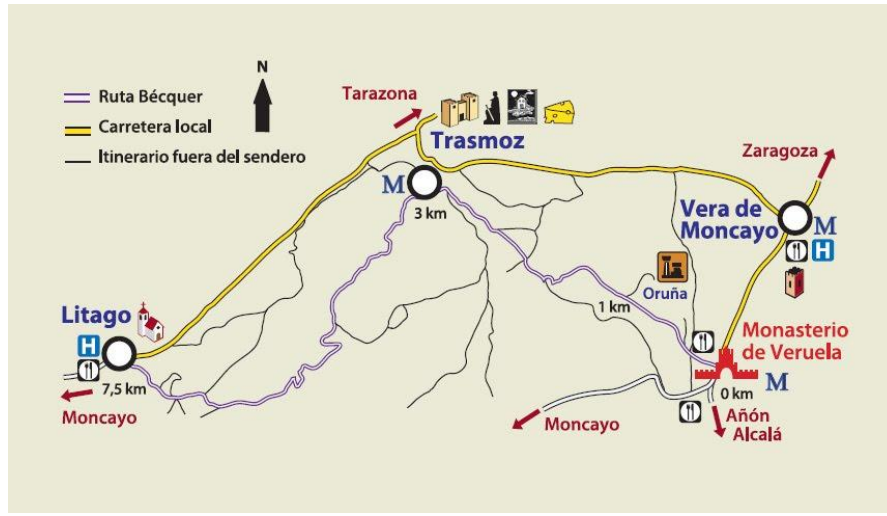 Ruta Bécquer
Carretera local
Itinerario fuera del sendero
N
Tarazona
Trasmoz
M
3 km
Zaragoza
Vera de
Moncayo
M
H
Oruña
1 km
Litago
H
7,5 km
Moncayo
Monasterio
de Veruela
M
0 km
Moncayo
Añón
Alcalá